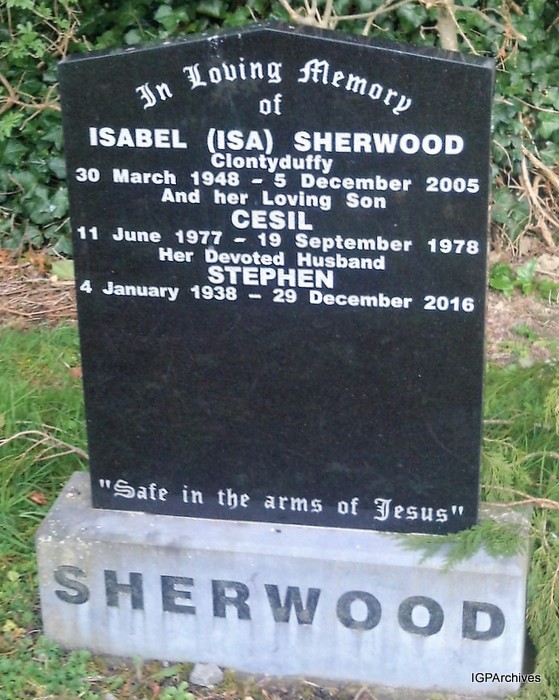 In Loving Memory
of
ISABEL (ISA) SHERWOOD
Clontyduffy
30 March 1948 - 5 December 2005
And her Loving Son
CESIL
11 June 1977 - 19 September 1978
Her Devoted Husband
STEPHEN
4 January 1938 - 29 December 2016
"Safe in the arms of Jesus"
SHERWOOD
IGPArchives